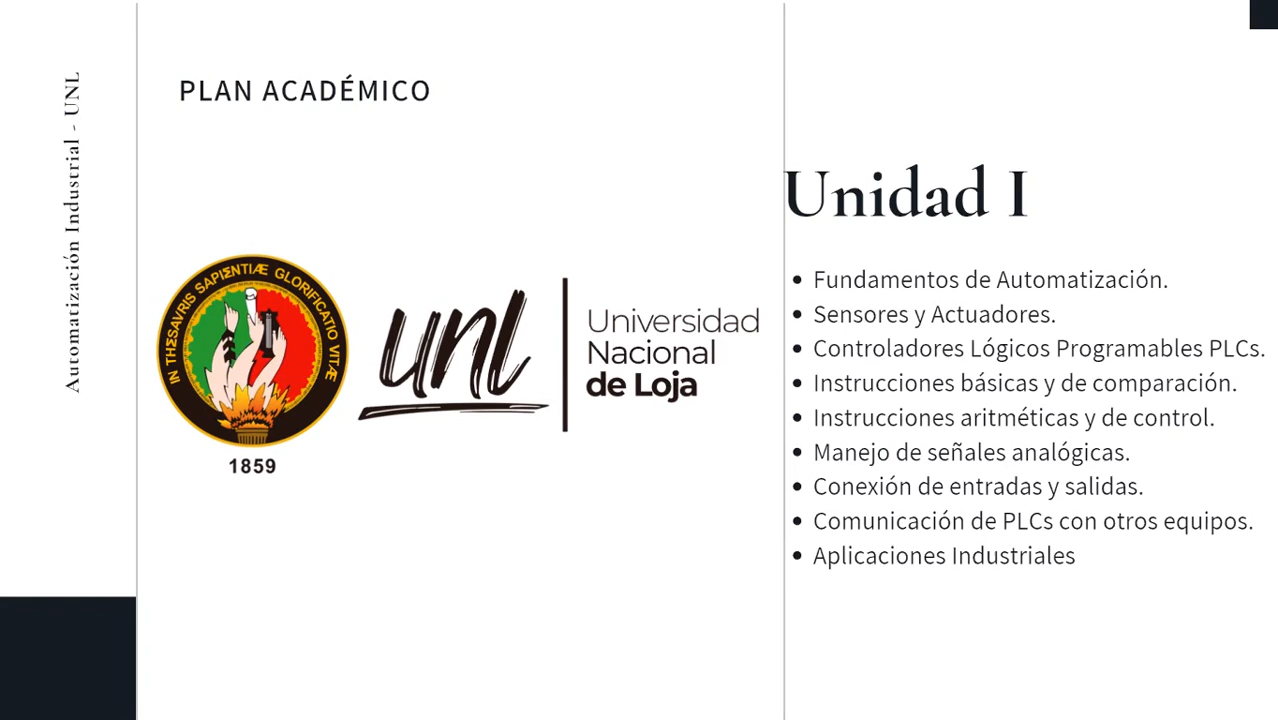 Automatización Industrial - UNL
PLAN ACADÉMICO
IN THΣSAVRIS SAPIΣNTIÆ GLORIFICATIO VITÆ
1859
unl
Universidad
Nacional
de Loja
Unidad I
• Fundamentos de Automatización.
• Sensores y Actuadores.
• Controladores Lógicos Programables PLCs.
• Instrucciones básicas y de comparación.
• Instrucciones aritméticas y de control.
• Manejo de señales analógicas.
• Conexión de entradas y salidas.
• Comunicación de PLCs con otros equipos.
• Aplicaciones Industriales